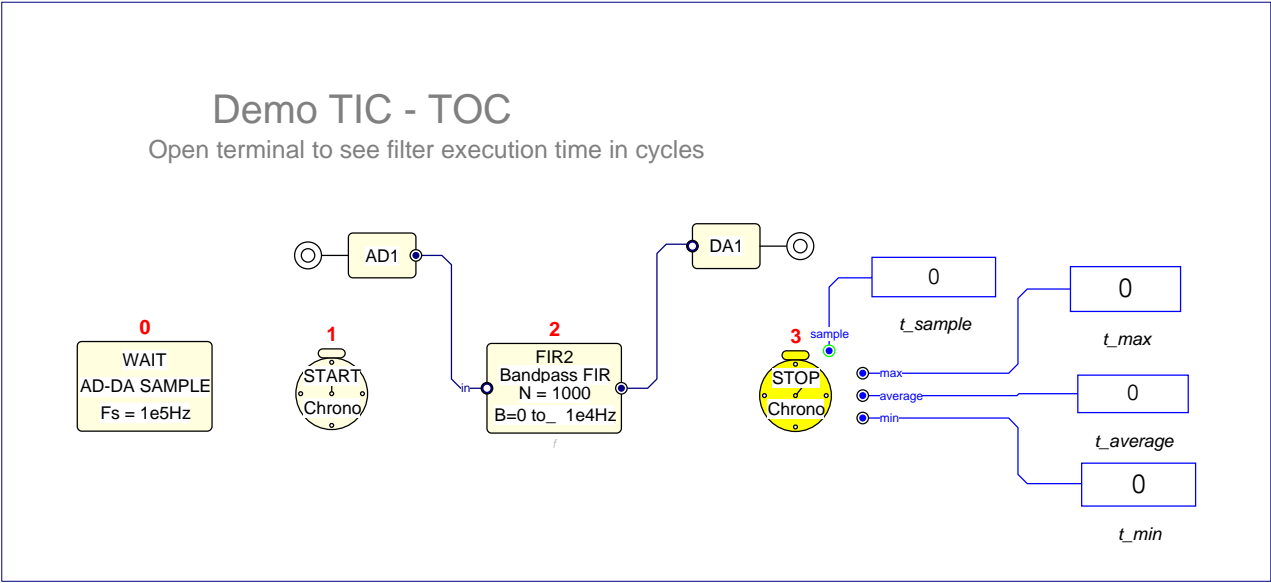 Demo TIC - TOC
Open terminal to see filter execution time in cycles
AD1
DA1
0
t_sample
0
t_max
0
WAIT
AD-DA SAMPLE
Fs = 1e5Hz
1
START
Chrono
in
2
FIR2
Bandpass FIR
N = 1000
B=0 to_ 1e4Hz
f
3
sample
STOP
Chrono
max
average
min
0
t_average
0
t_min